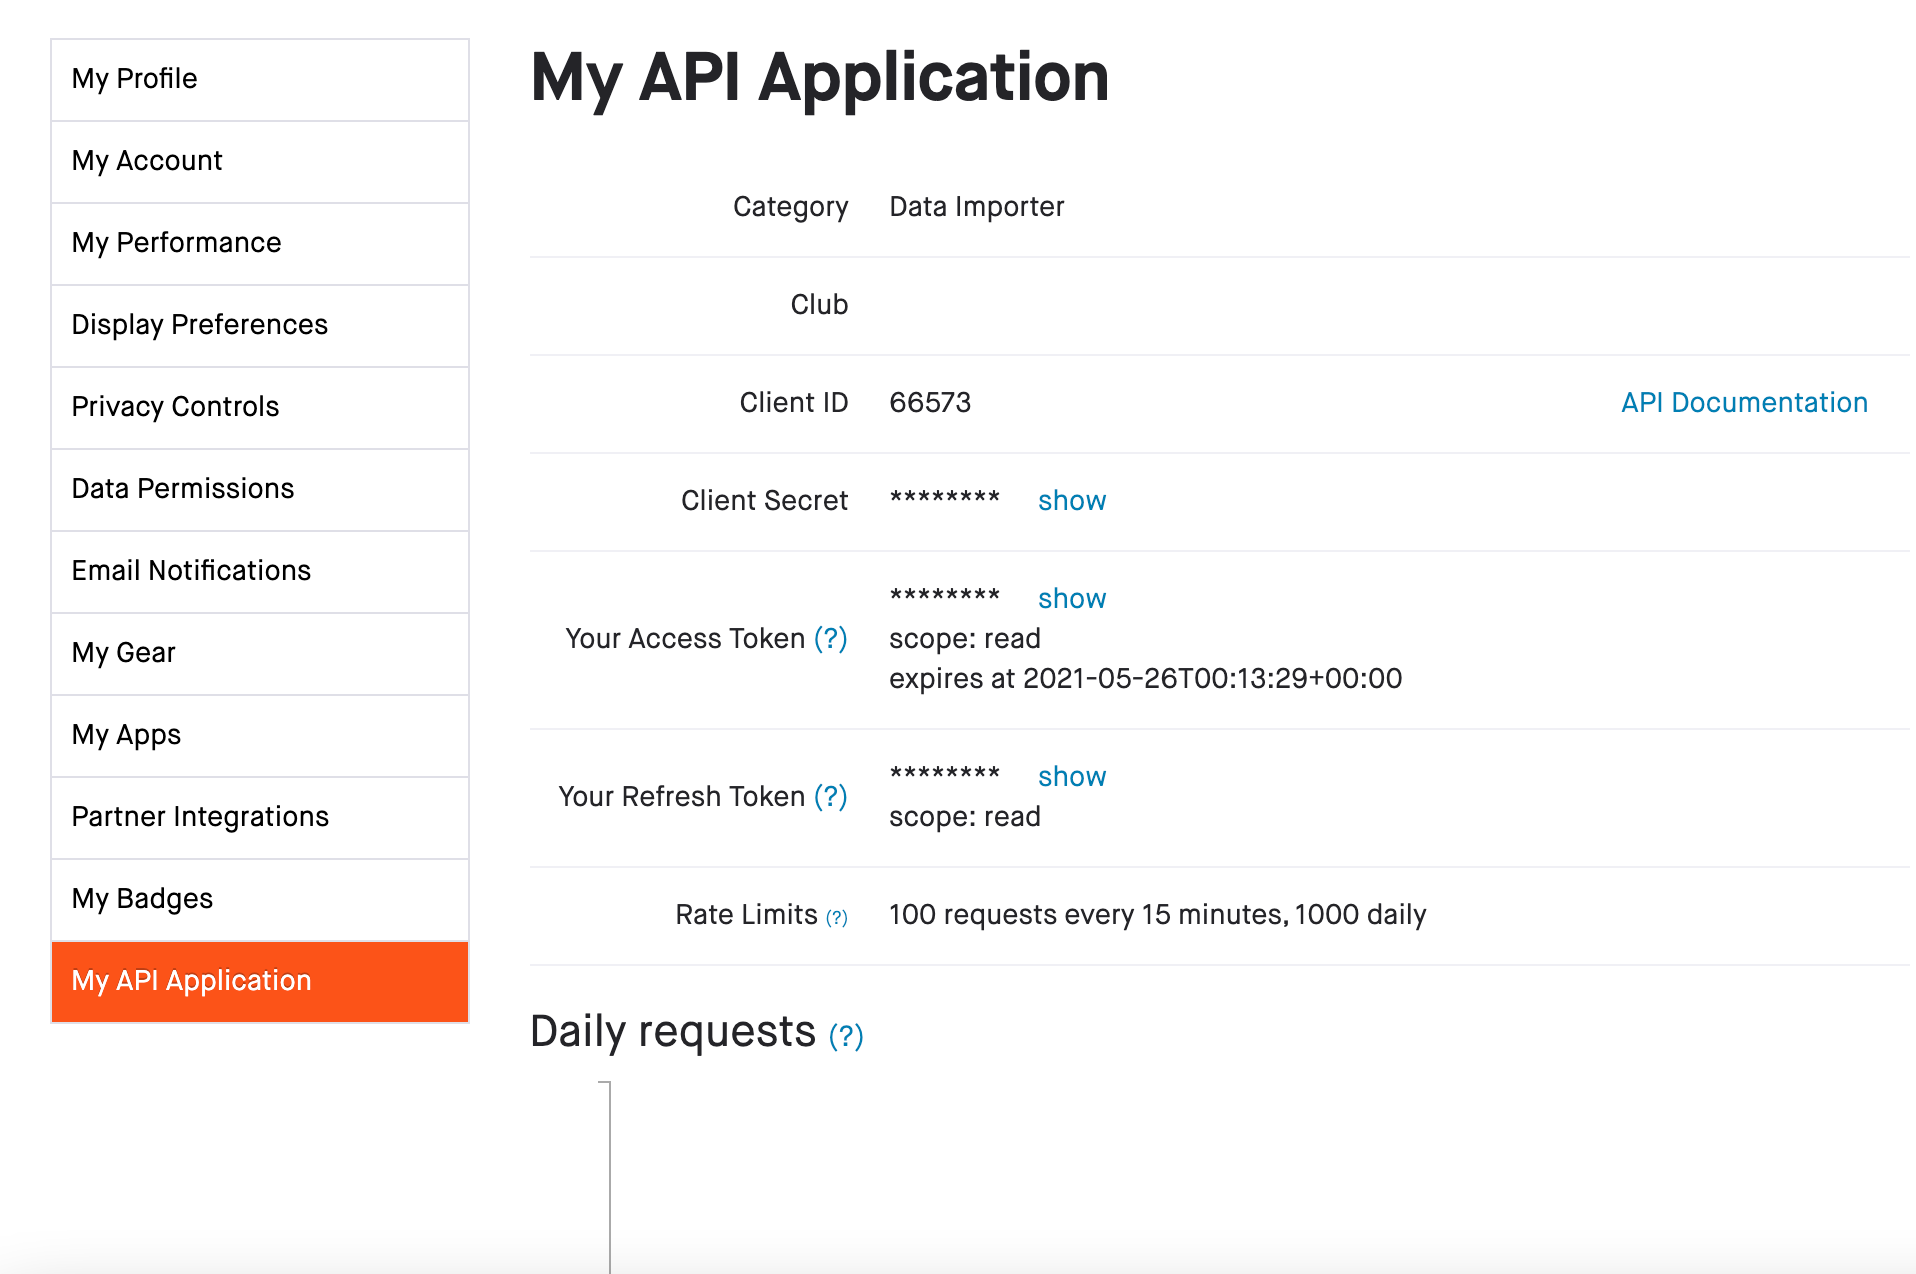 My Profile
My Account
My Performance
Display Preferences
Privacy Controls
Data Permissions
Email Notifications
My Gear
My Apps
Partner Integrations
My Badges
My API Application
My API Application
Category Data Importer
Club
Client ID 66573 API Documentation
Client Secret ******** show
******** show
Your Access Token (?) scope: read
expires at 2021-05-26T00:13:29+00:00
******** show
Your Refresh Token (?)
scope: read
Rate Limits (?) 100 requests every 15 minutes, 1000 daily
Daily requests (?)